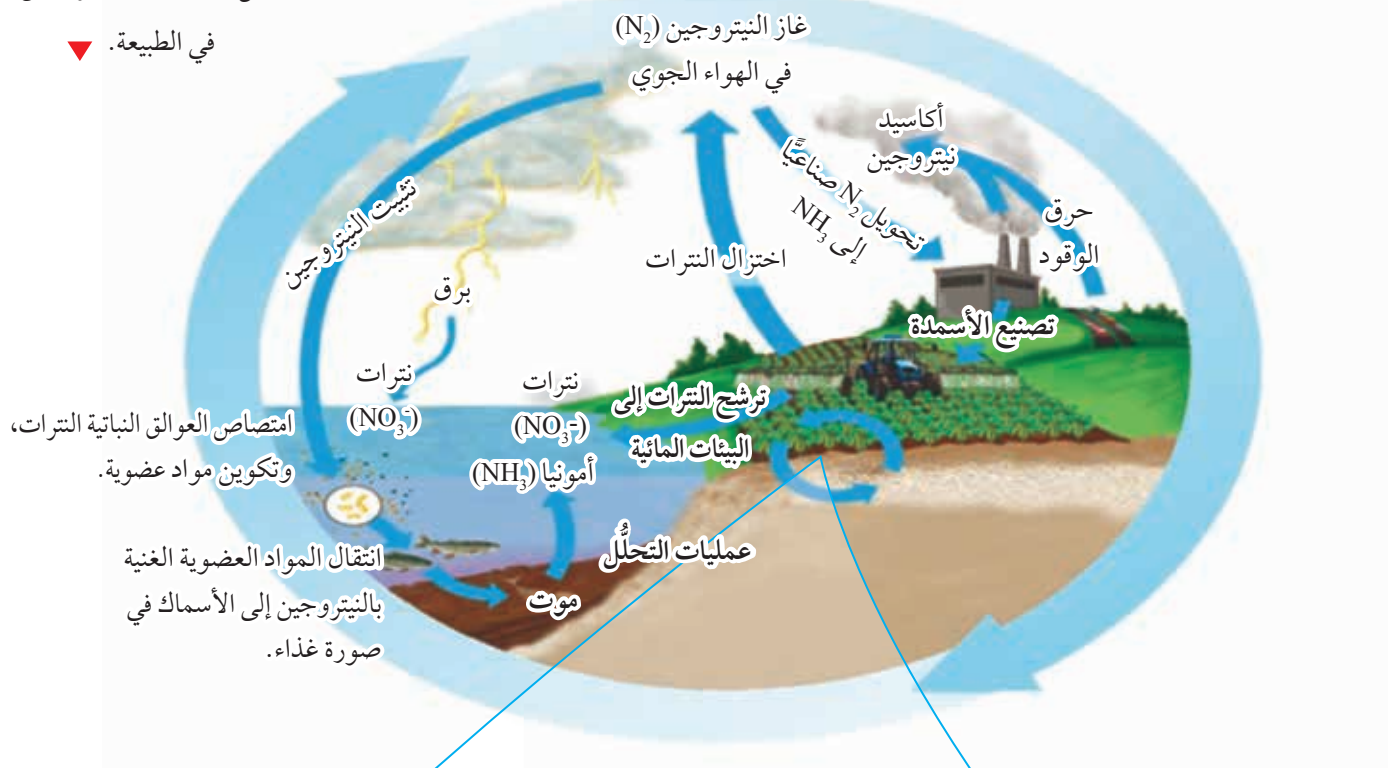 في الطبيعة.
غاز النيتروجين (N₂)
في الهواء الجوي
أكاسيد
نيتروجين
حرق
الوقود
تحويل N₂ صناعيًّا
إلى NH₃
اختزال النترات
تثبيت النيتروجين
برق
تصنيع الأسمدة
نترات
(NO₃⁻)
نترات
(NO₃⁻)
أمونيا (NH₃)
ترشح النترات إلى
البيئات المائية
امتصاص العوالق النباتية النترات،
وتكوين مواد عضوية.
عمليات التحلُّل
موت
انتقال المواد العضوية الغنية
بالنيتروجين إلى الأسماك في
صورة غذاء.